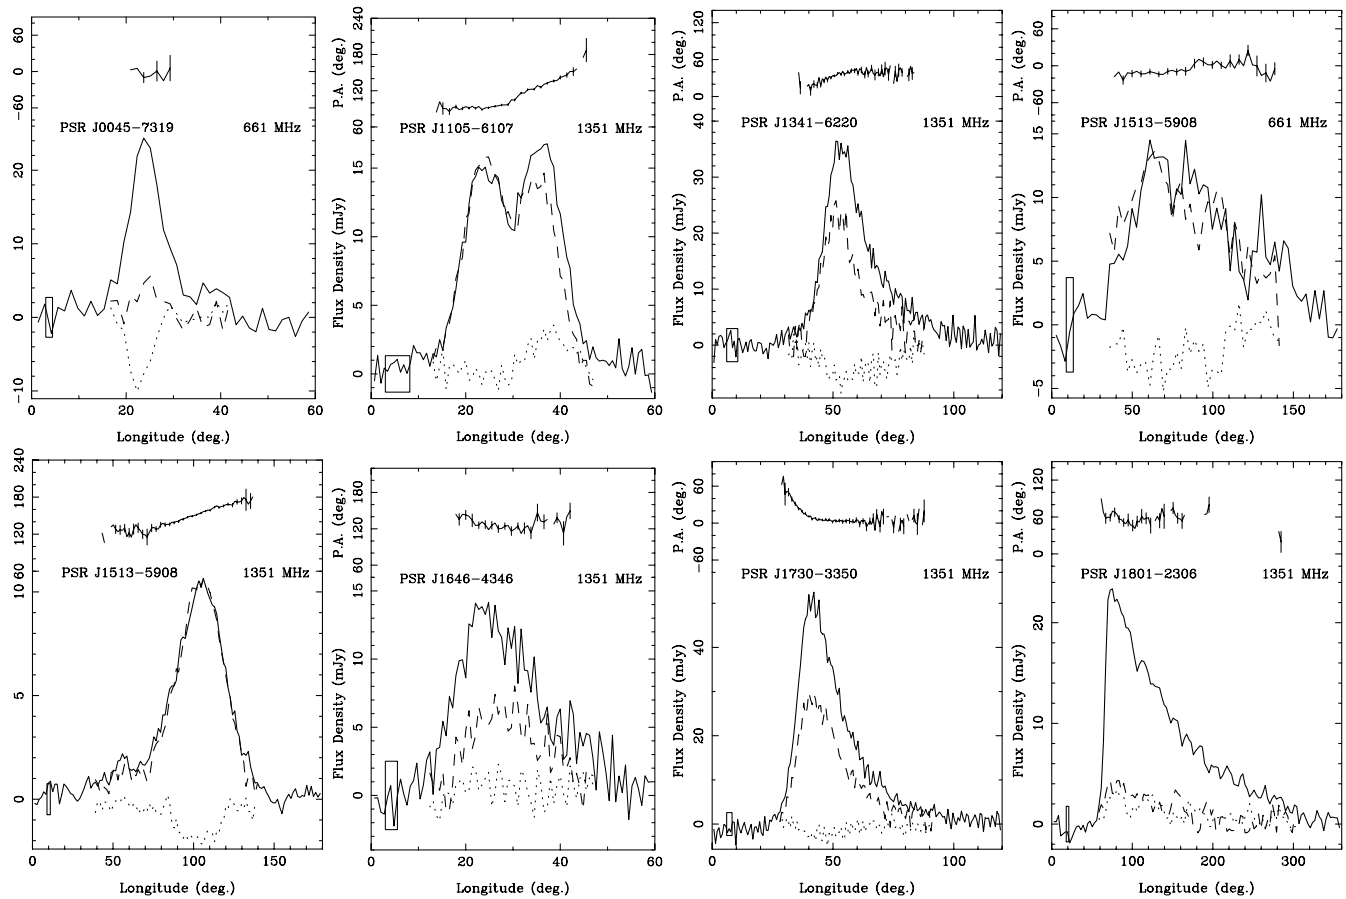 60
0
−60
PSR J0045−7319 661 MHz
20
10
0
−10
0 20 40 60
Longitude (deg.)
P.A. (deg.)
240
180
120
60
PSR J1105−6107 1351 MHz
Flux Density (mJy)
15
10
5
0
0 20 40 60
Longitude (deg.)
P.A. (deg.)
120
60
0
PSR J1341−6220 1351 MHz
Flux Density (mJy)
40
30
20
10
0
0 50 100
Longitude (deg.)
P.A. (deg.)
60
0
−60
PSR J1513−5908 661 MHz
Flux Density (mJy)
15
10
5
0
−5
0 50 100 150
Longitude (deg.)
240
180
120
60
PSR J1513−5908 1351 MHz
10
5
0
0 50 100 150
Longitude (deg.)
P.A. (deg.)
180
120
60
PSR J1646−4346 1351 MHz
Flux Density (mJy)
15
10
5
0
0 20 40 60
Longitude (deg.)
P.A. (deg.)
60
0
−60
PSR J1730−3350 1351 MHz
Flux Density (mJy)
40
20
0
0 50 100
Longitude (deg.)
P.A. (deg.)
120
60
0
PSR J1801−2306 1351 MHz
Flux Density (mJy)
20
10
0
0 100 200 300
Longitude (deg.)